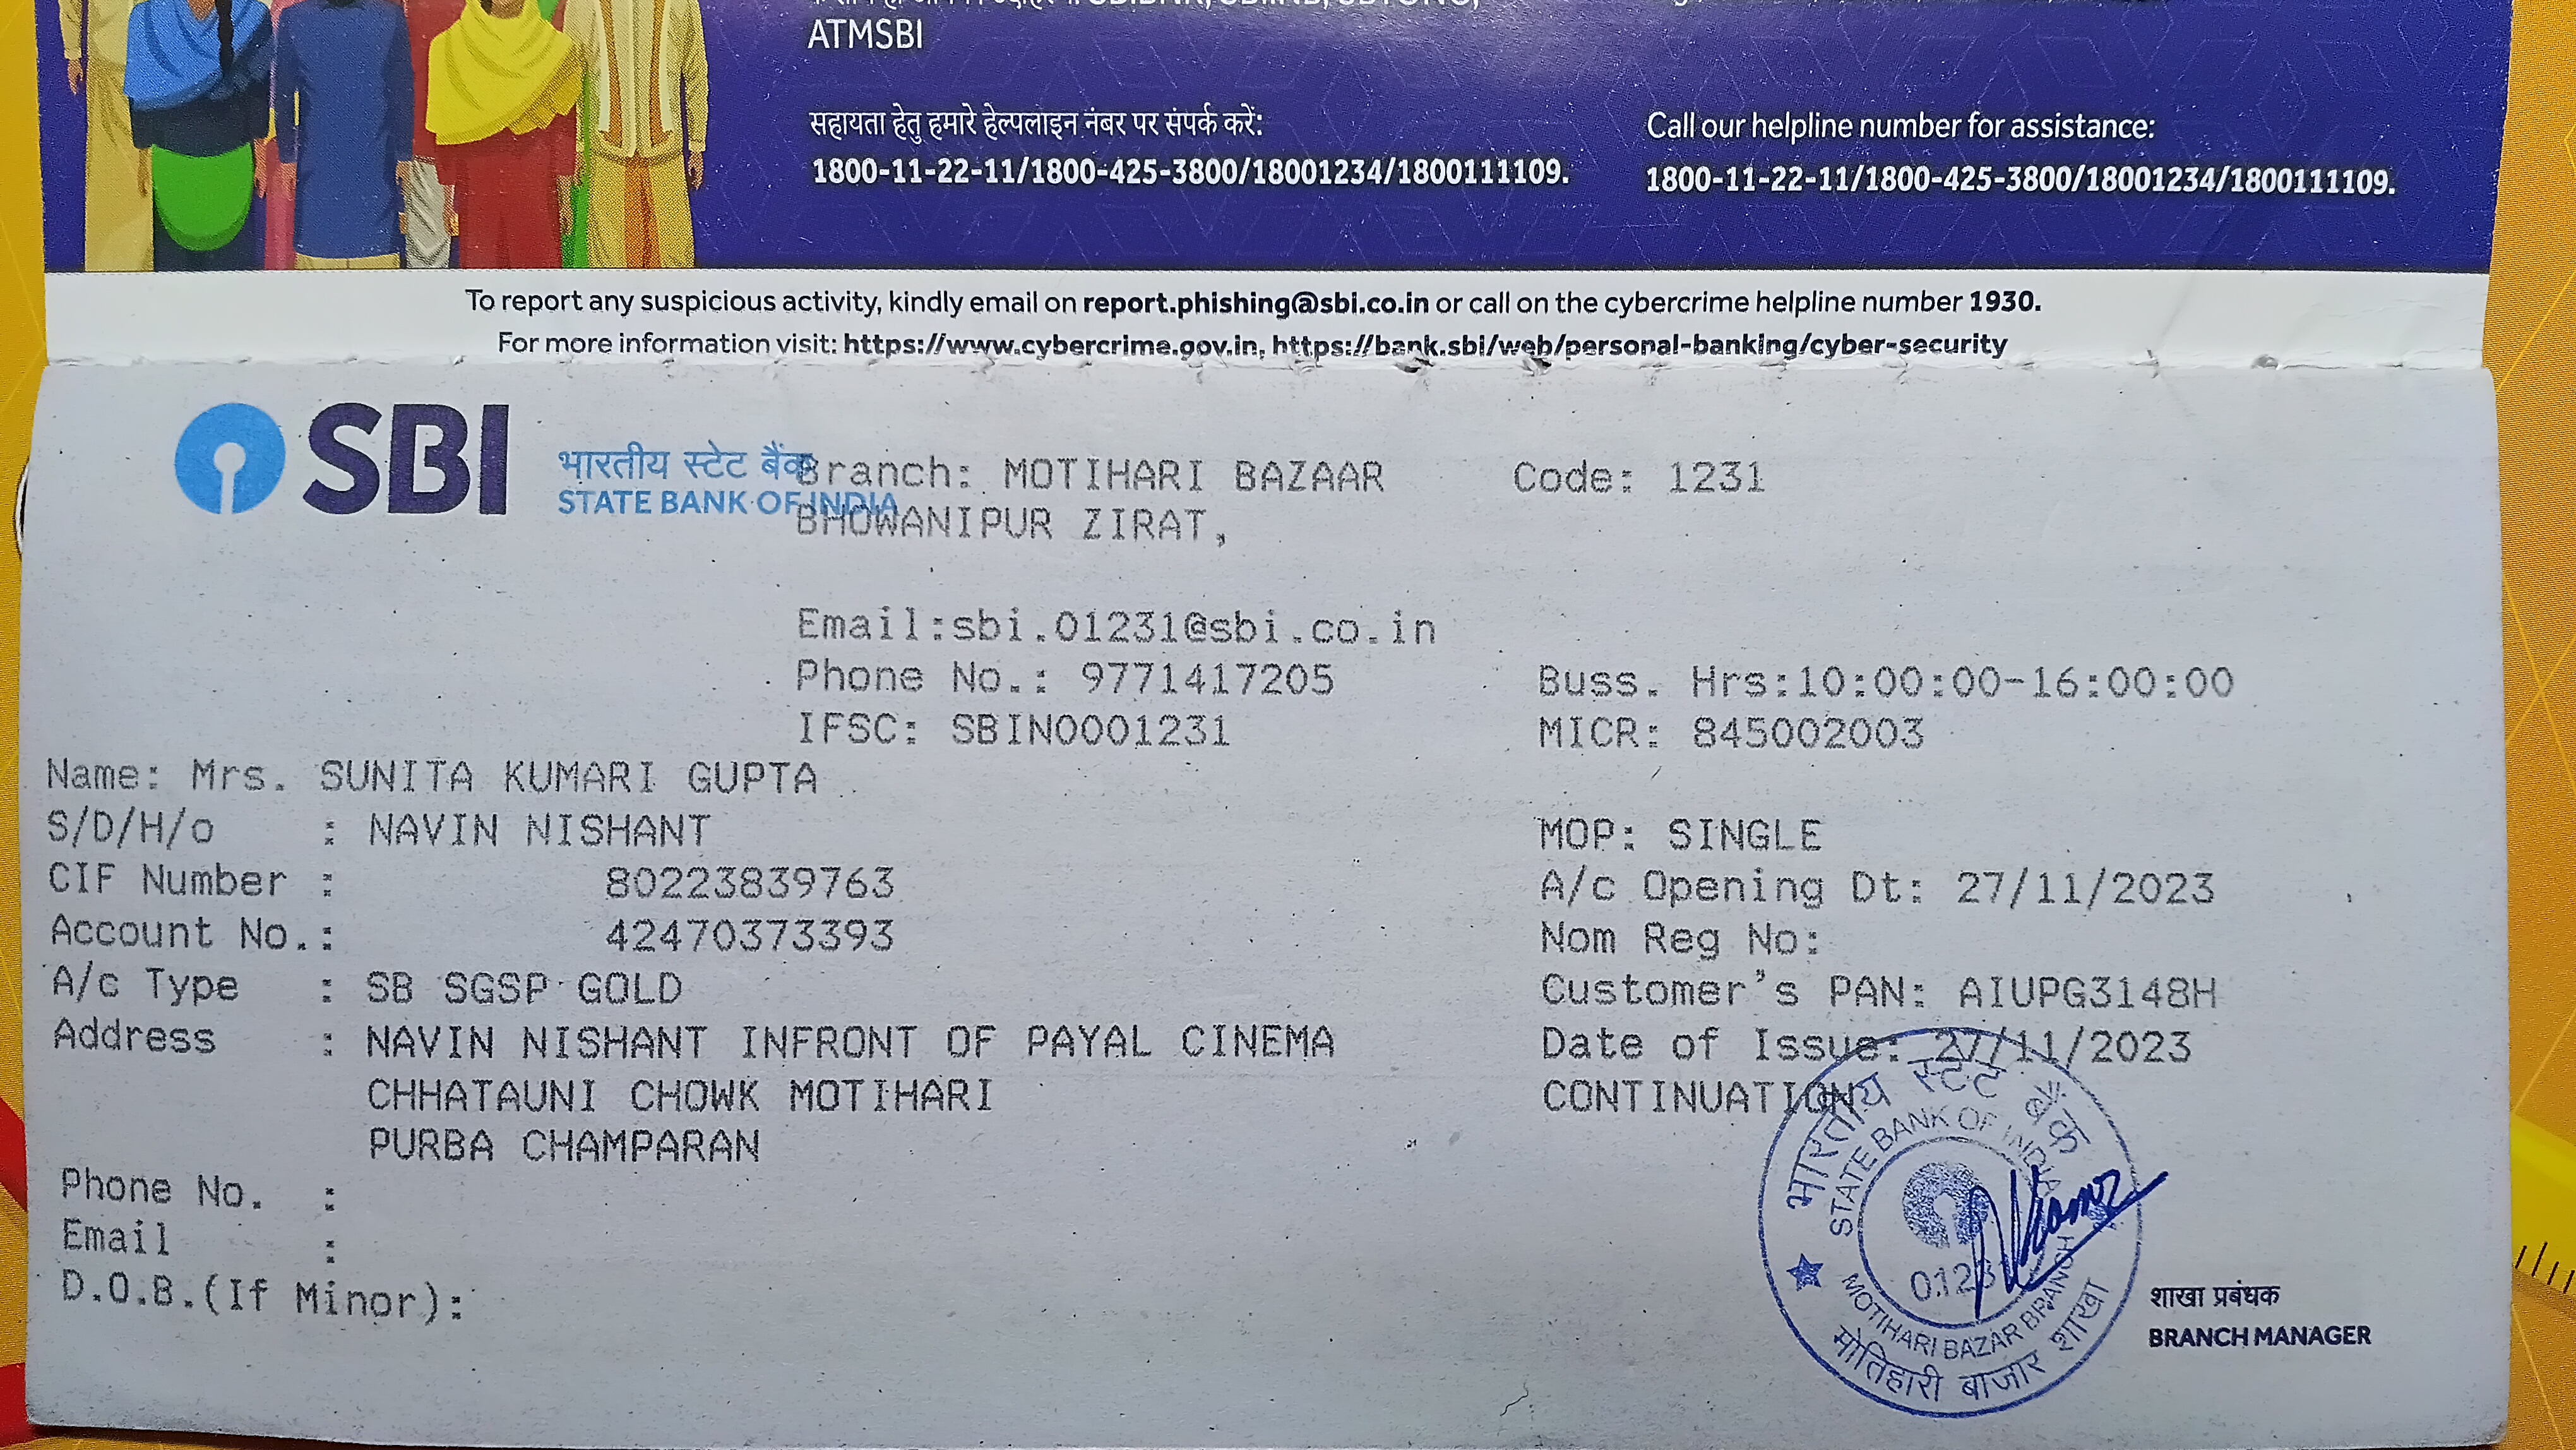 SBIBNK, SBIINB, SBYONO,
ATMSBI
सहायता हेतु हमारे हेल्पलाइन नंबर पर संपर्क करें:
1800-11-22-11/1800-425-3800/18001234/1800111109.
Call our helpline number for assistance:
1800-11-22-11/1800-425-3800/18001234/1800111109.
To report any suspicious activity, kindly email on report.phishing@sbi.co.in or call on the cybercrime helpline number 1930.
For more information visit: https://www.cybercrime.gov.in, https://bank.sbi/web/personal-banking/cyber-security
SBI
भारतीय स्टेट बैंक
STATE BANK OF INDIA
Branch: MOTIHARI BAZAAR Code: 1231
BHOWANIPUR ZIRAT,
Email:sbi.01231@sbi.co.in
Phone No.: 9771417205 Buss. Hrs:10:00:00-16:00:00
IFSC: SBIN0001231 MICR: 845002003
Name: Mrs. SUNITA KUMARI GUPTA
S/D/H/o : NAVIN NISHANT MOP: SINGLE
CIF Number : 80223839763 A/c Opening Dt: 27/11/2023
Account No.: 42470373393 Nom Reg No:
A/c Type : SB SGSP GOLD Customer's PAN: AIUPG3148H
Address : NAVIN NISHANT INFRONT OF PAYAL CINEMA Date of Issue: 27/11/2023
CHHATAUNI CHOWK MOTIHARI CONTINUATION
PURBA CHAMPARAN
Phone No. :
Email :
D.O.B.(If Minor):
भारतीय स्टेट बैंक
STATE BANK OF INDIA
MOTIHARI BAZAR BRANCH
मोतिहारी बाजार शाखा
शाखा प्रबंधक
BRANCH MANAGER